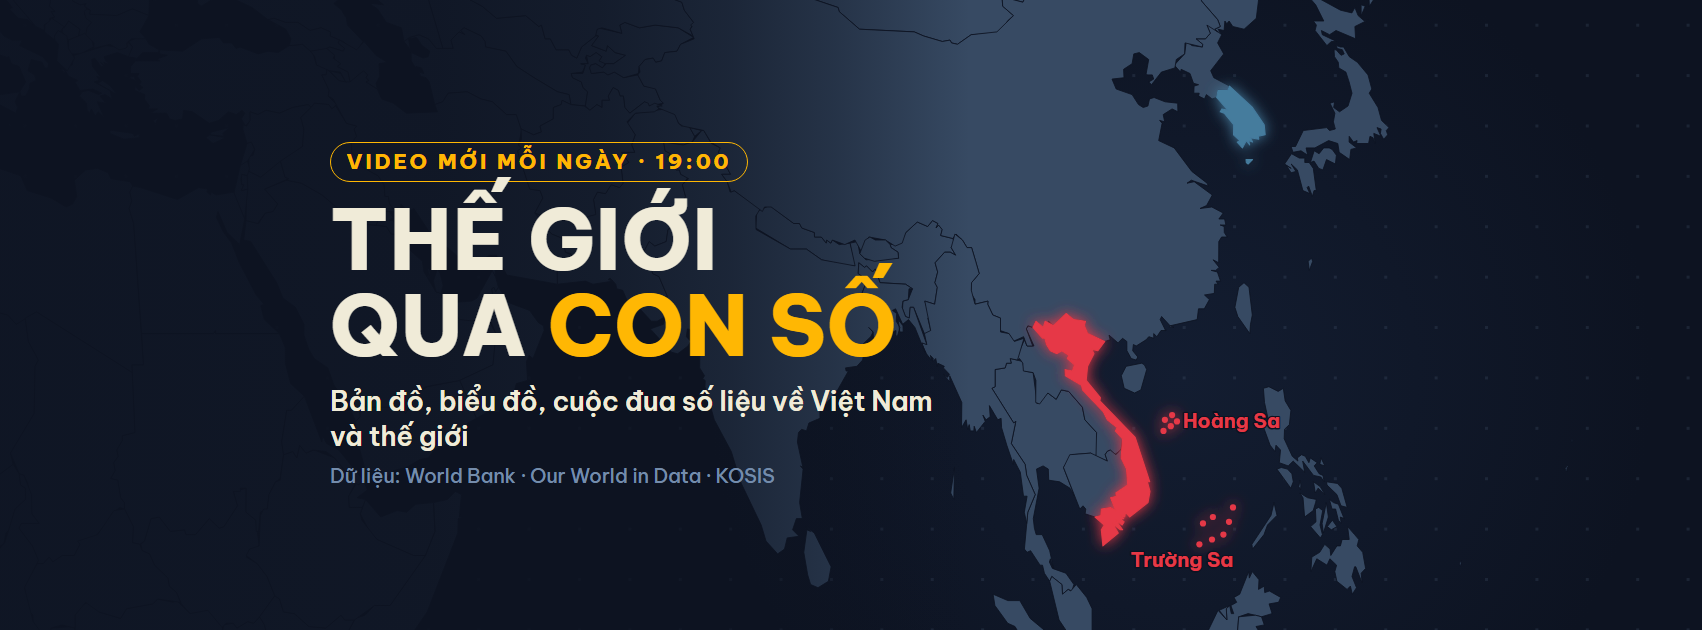 VIDEO MỚI MỖI NGÀY · 19:00
THẾ GIỚI
QUA CON SỐ
Bản đồ, biểu đồ, cuộc đua số liệu về Việt Nam
và thế giới
Dữ liệu: World Bank · Our World in Data · KOSIS
Hoàng Sa
Trường Sa